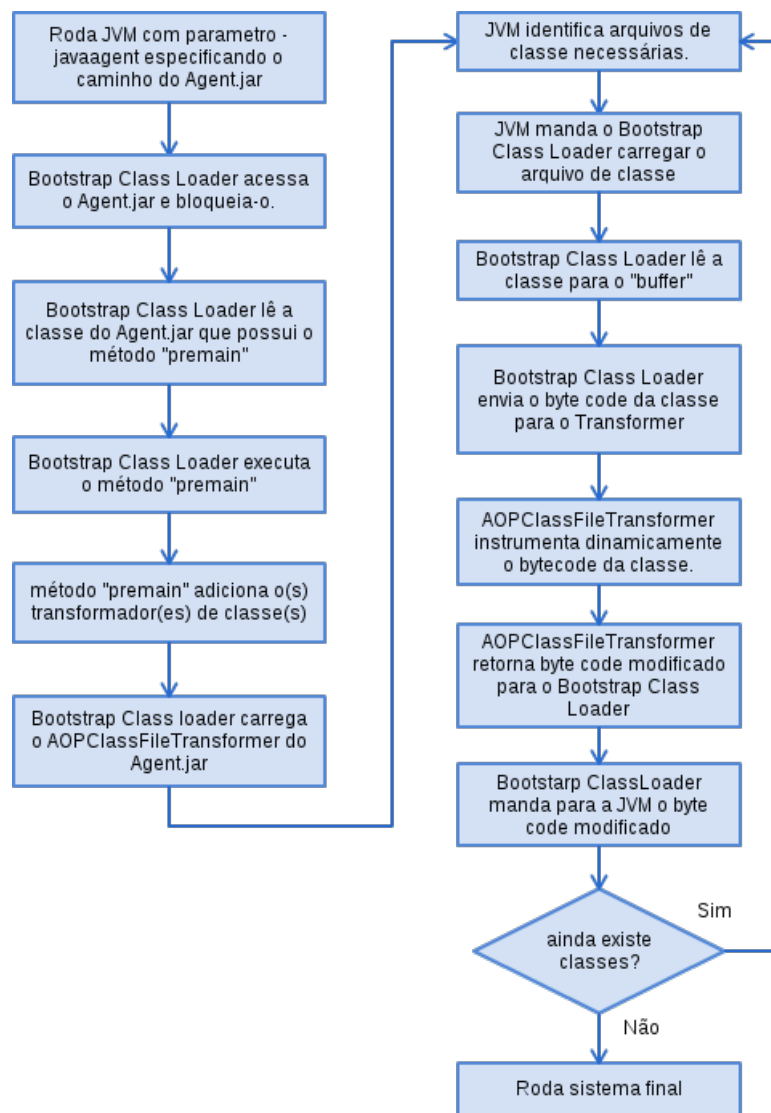 Roda JVM com parametro -
javaagent especificando o
caminho do Agent.jar
Bootstrap Class Loader acessa
o Agent.jar e bloqueia-o.
Bootstrap Class Loader lê a
classe do Agent.jar que possui o
métódo "premain"
Bootstrap Class Loader executa
o método "premain"
método "premain" adiciona o(s)
transformador(es) de classe(s)
Bootstrap Class loader carrega
o AOPClassFileTransformer do
Agent.jar
JVM identifica arquivos de
classe necessárias.
JVM manda o Bootstrap
Class Loader carregar o
arquivo de classe
Bootstrap Class Loader lê a
classe para o "buffer"
Bootstrap Class Loader
envia o byte code da classe
para o Transformer
AOPClassFileTransformer
instrumenta dinamicamente
o bytecode da classe.
AOPClassFileTransformer
retorna byte code modificado
para o Bootstrap Class
Loader
Bootstarp ClassLoader
manda para a JVM o byte
code modificado
ainda existe
classes?
Sim
Não
Roda sistema final